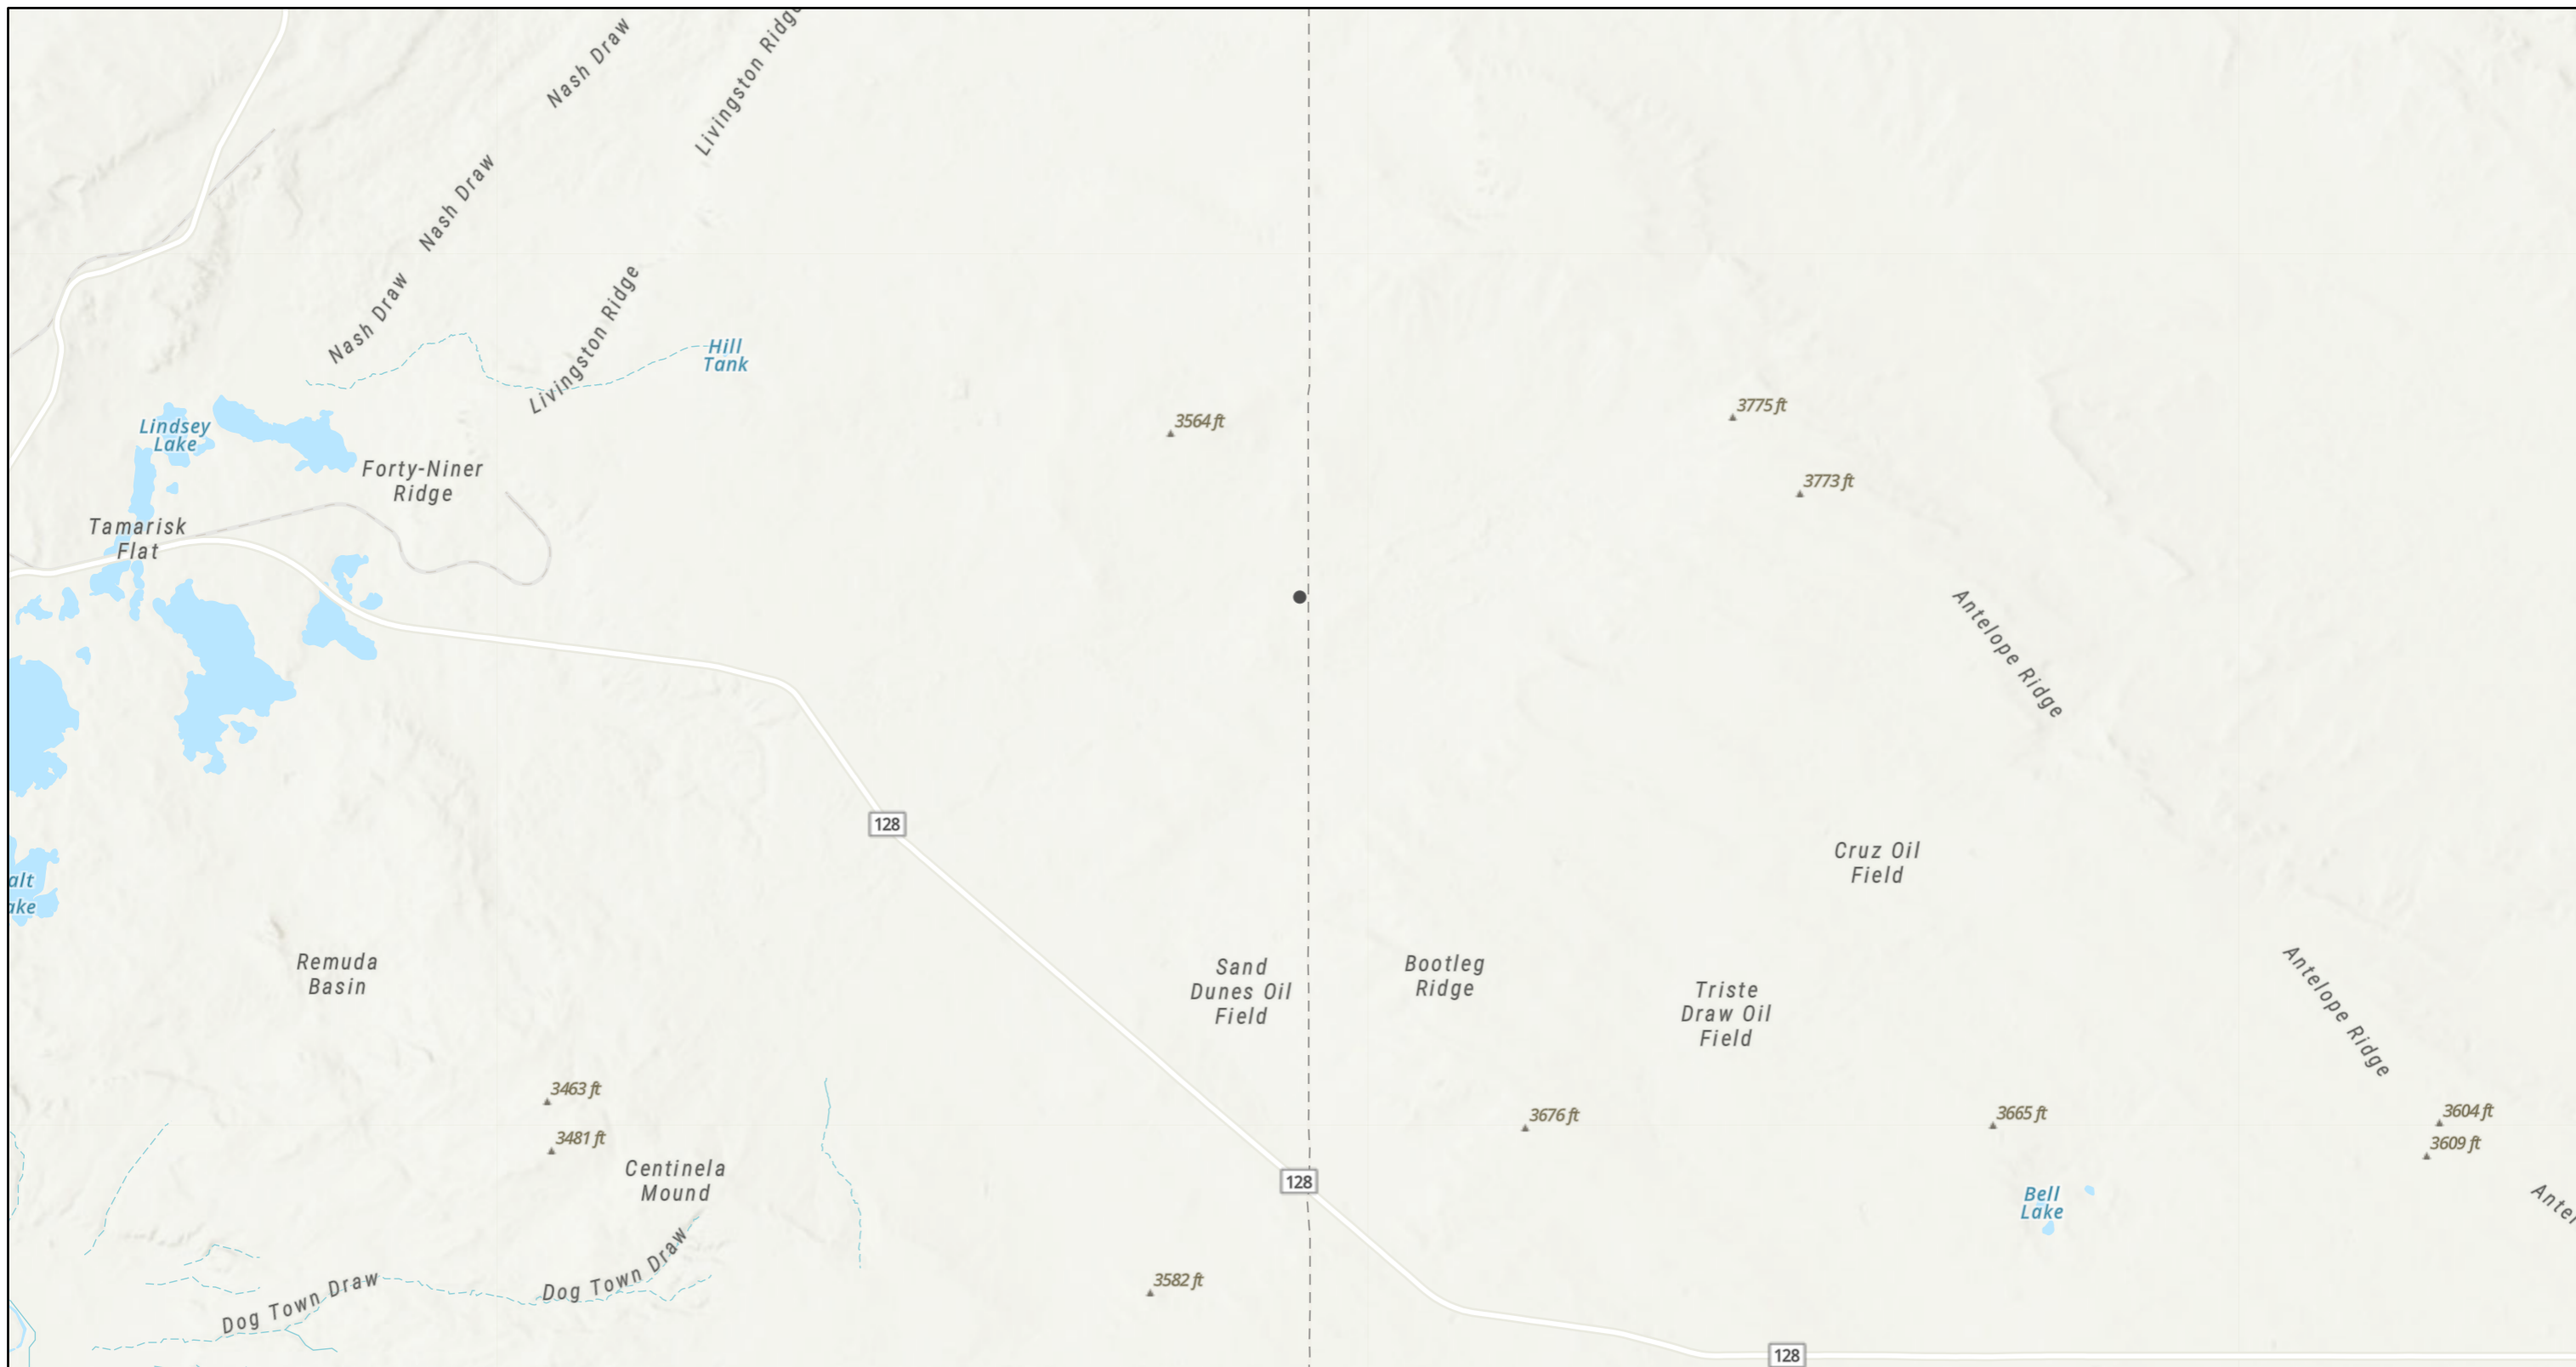 Nash Draw
Livingston Ridge
Nash Draw
Nash Draw
Livingston Ridge
Hill
Tank
3775 ft
3564 ft
Lindsey
Lake
Forty-Niner
Ridge
3773 ft
Tamarisk
Flat
Antelope Ridge
128
Cruz Oil
Field
alt
ake
Remuda
Basin
Sand
Dunes Oil
Field
Bootleg
Ridge
Triste
Draw Oil
Field
Antelope Ridge
3463 ft
3481 ft
3676 ft
3665 ft
3604 ft
3609 ft
Centinela
Mound
128
Bell
Lake
Antel
Dog Town Draw
Dog Town Draw
3582 ft
128